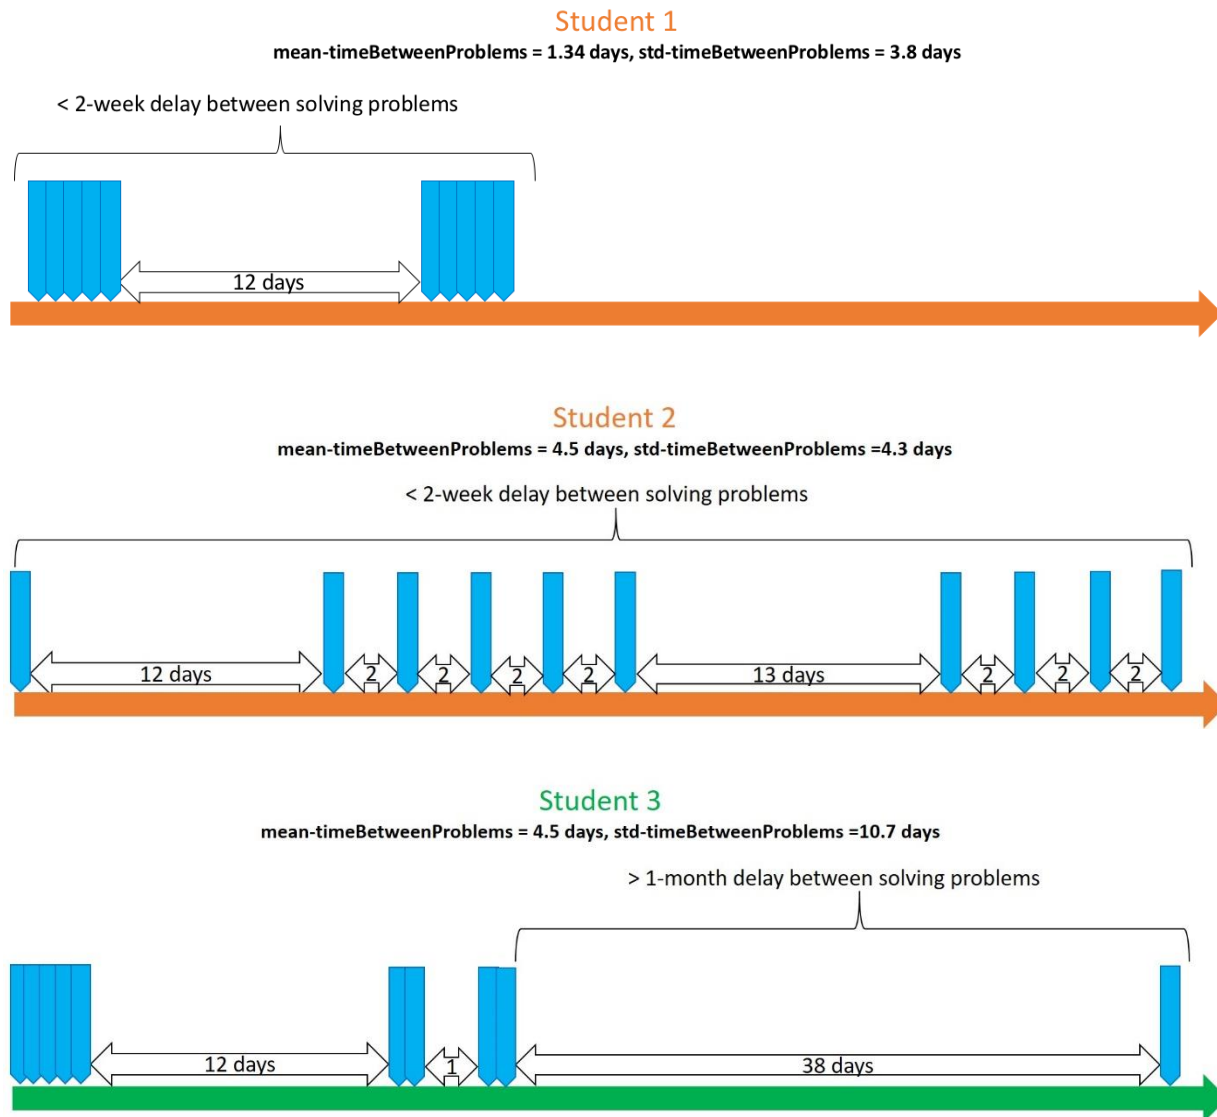 Student 1
mean-timeBetweenProblems = 1.34 days, std-timeBetweenProblems = 3.8 days
< 2-week delay between solving problems
12 days
Student 2
mean-timeBetweenProblems = 4.5 days, std-timeBetweenProblems =4.3 days
< 2-week delay between solving problems
12 days 2 2 2 2 13 days 2 2 2
Student 3
mean-timeBetweenProblems = 4.5 days, std-timeBetweenProblems =10.7 days
> 1-month delay between solving problems
12 days 1 38 days